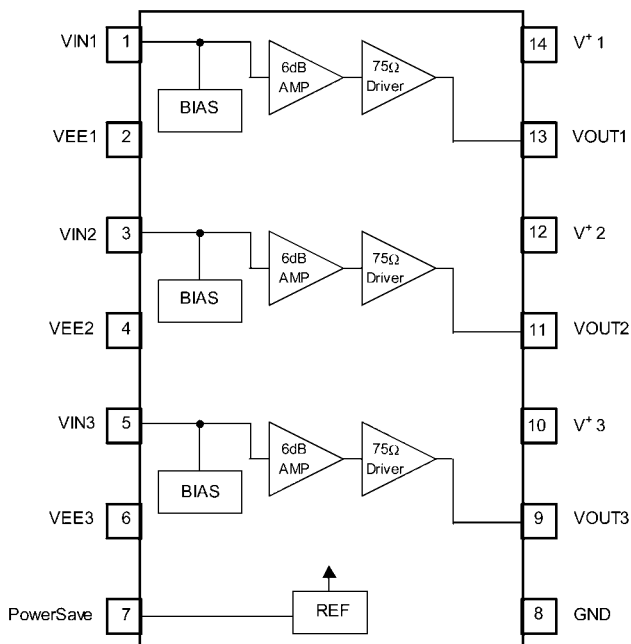 VIN1 1 14 V+1
6dB AMP
75Ω Driver
BIAS
VEE1 2 13 VOUT1
VIN2 3 12 V+2
6dB AMP
75Ω Driver
BIAS
VEE2 4 11 VOUT2
VIN3 5 10 V+3
6dB AMP
75Ω Driver
BIAS
VEE3 6 9 VOUT3
PowerSave 7 REF 8 GND